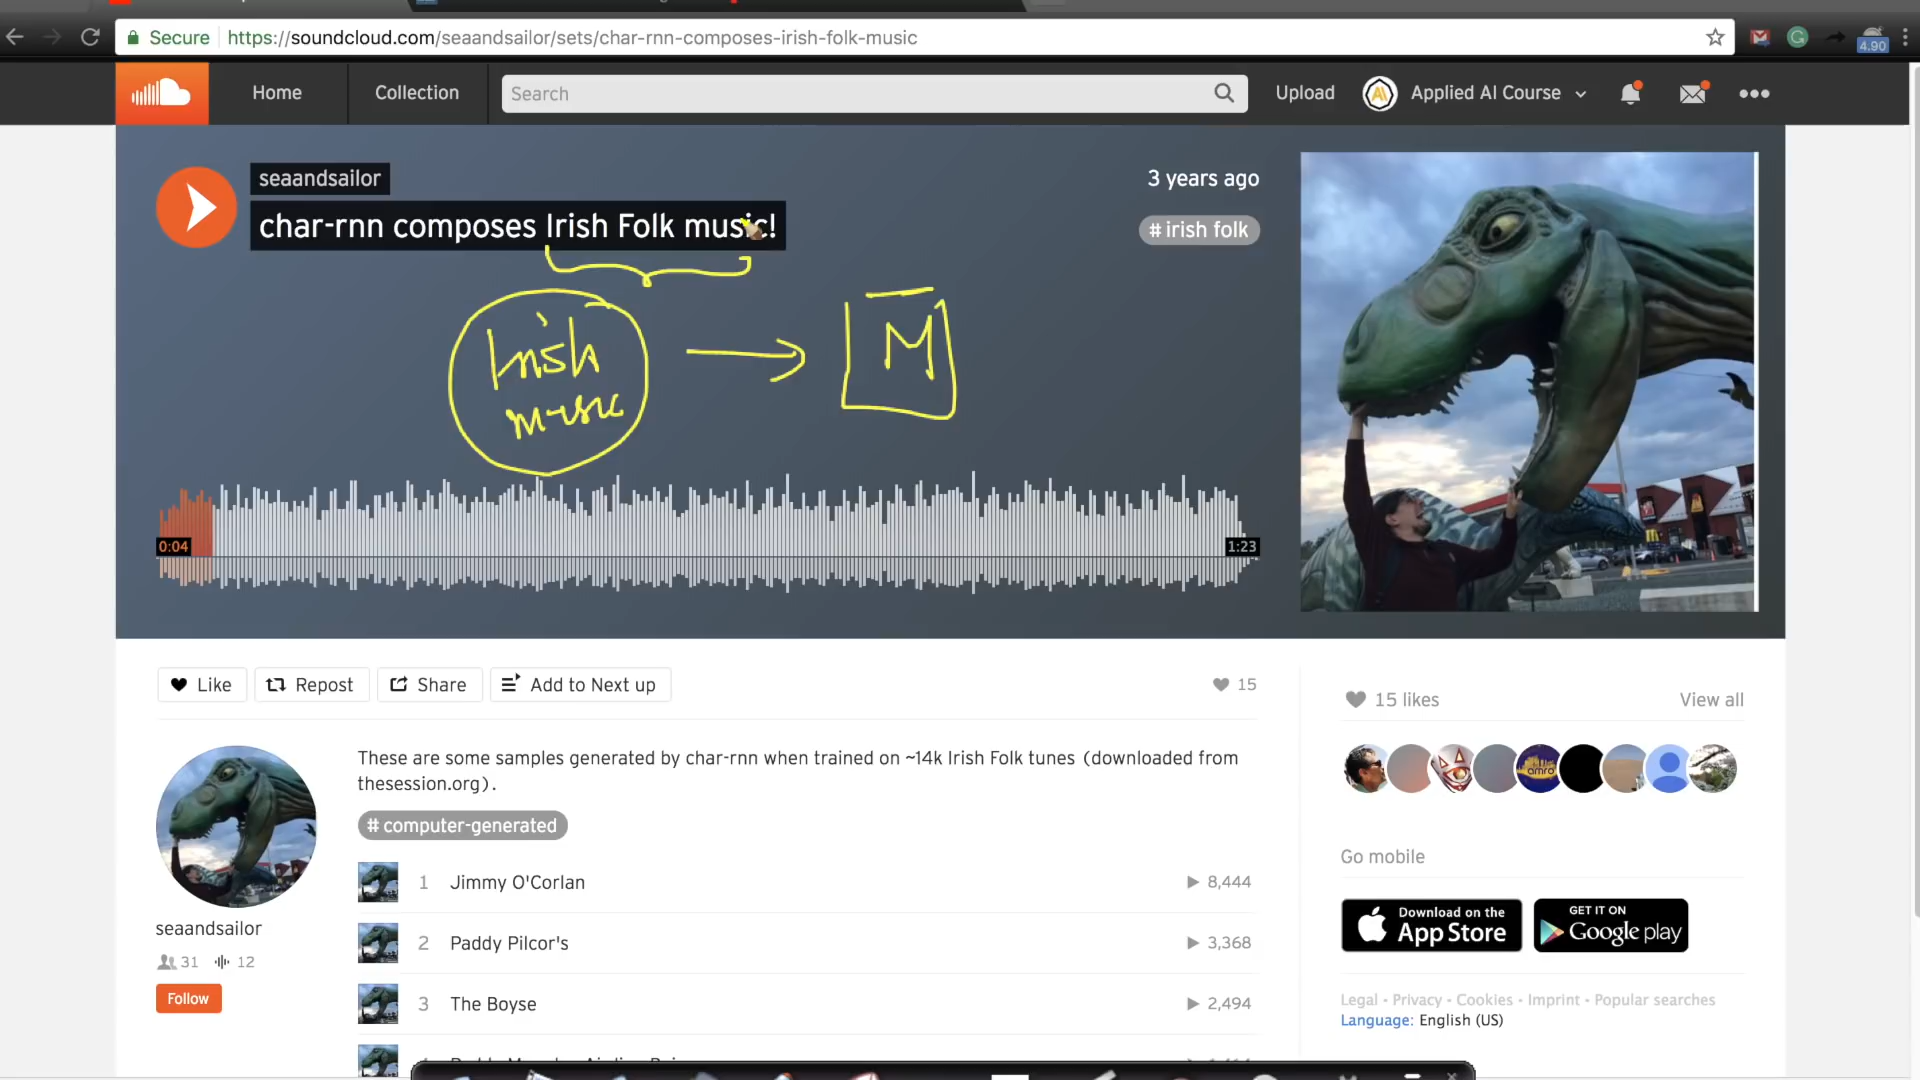 Secure https://soundcloud.com/seaandsailor/sets/char-rnn-composes-irish-folk-music
4.90
Home Collection Search Upload Applied AI Course
seaandsailor
char-rnn composes Irish Folk music!
3 years ago
# irish folk
Irish
music
M
0:04
1:23
Like Repost Share Add to Next up
15
15 likes View all
These are some samples generated by char-rnn when trained on ~14k Irish Folk tunes (downloaded from
thesession.org).
# computer-generated
amro
1 Jimmy O'Corlan 8,444
2 Paddy Pilcor's 3,368
3 The Boyse 2,494
seaandsailor
31 12
Follow
Go mobile
Download on the
App Store
GET IT ON
Google play
Legal - Privacy - Cookies - Imprint - Popular searches
Language: English (US)